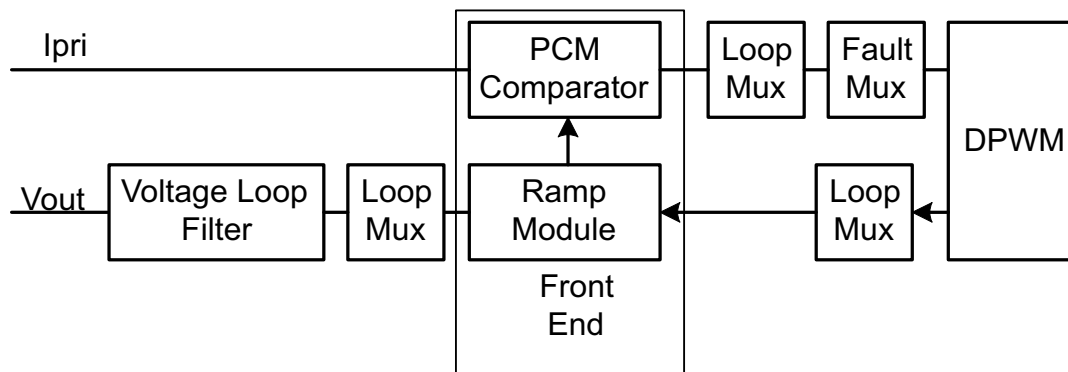 Ipri
PCM
Comparator
Loop
Mux
Fault
Mux
DPWM
Vout
Voltage Loop
Filter
Loop
Mux
Ramp
Module
Loop
Mux
Front
End